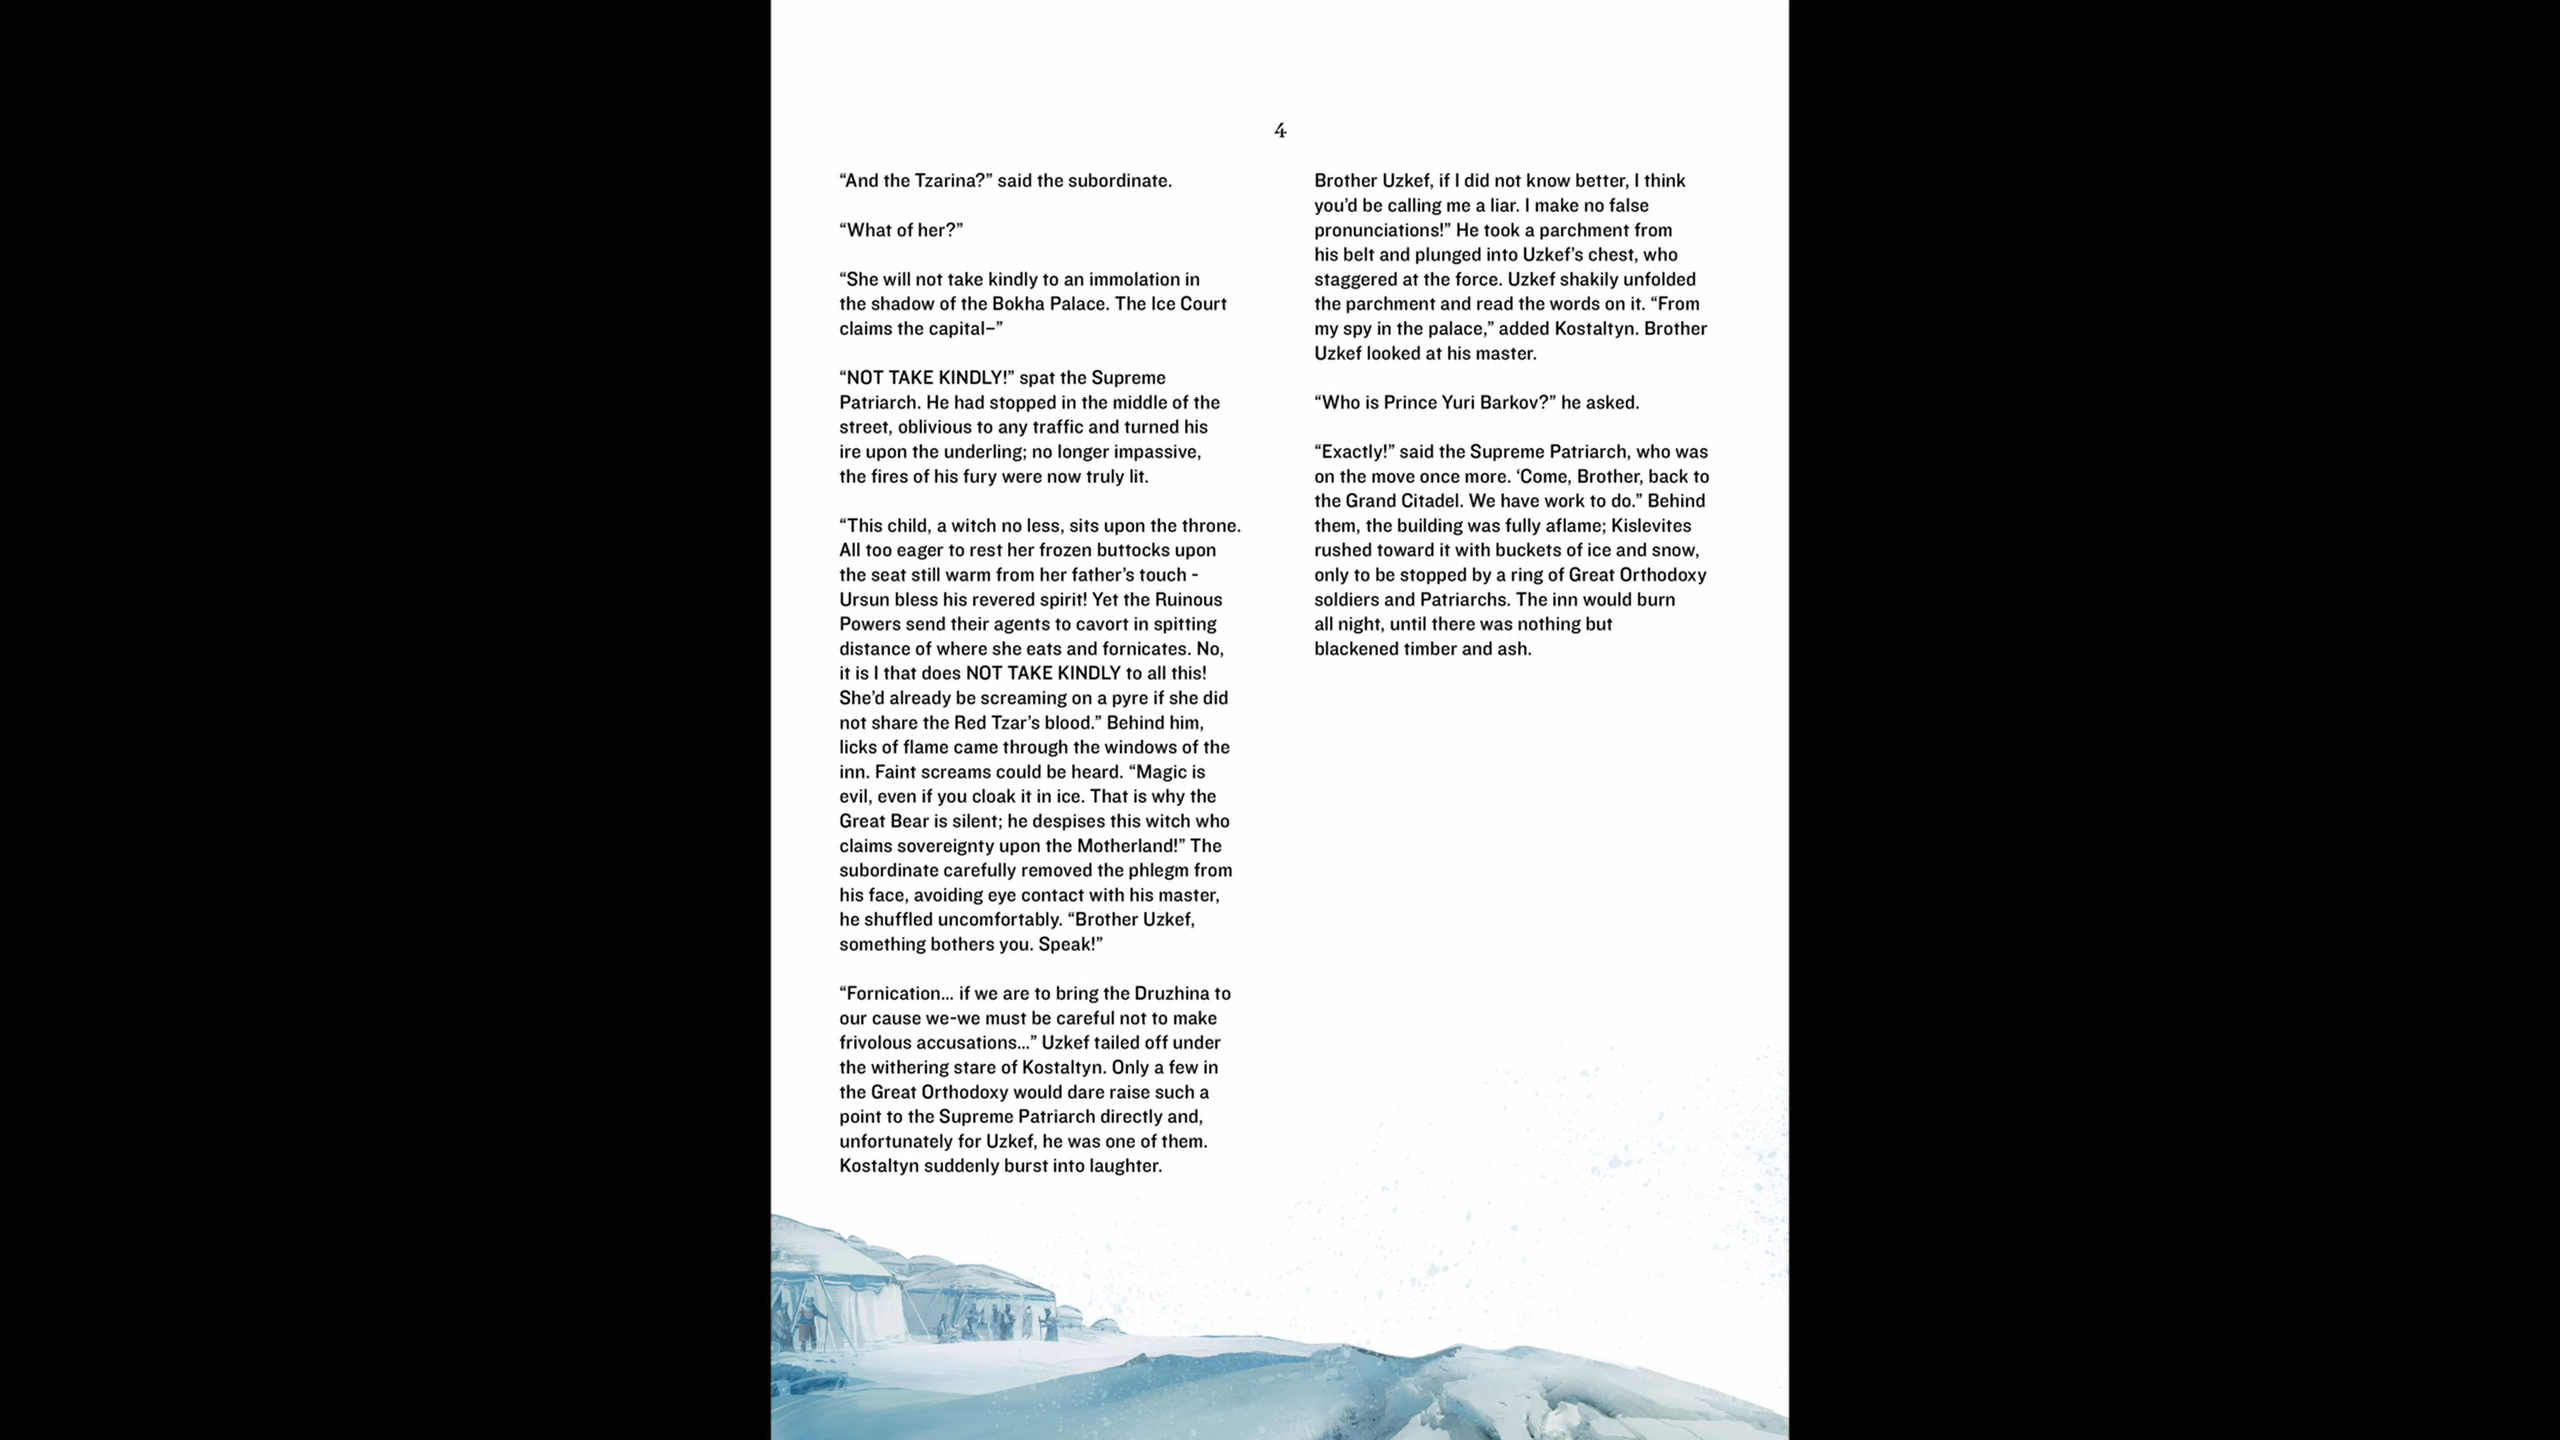 4
“And the Tzarina?” said the subordinate.
“What of her?”
“She will not take kindly to an immolation in
the shadow of the Bokha Palace. The Ice Court
claims the capital–”
“NOT TAKE KINDLY!” spat the Supreme
Patriarch. He had stopped in the middle of the
street, oblivious to any traffic and turned his
ire upon the underling; no longer impassive,
the fires of his fury were now truly lit.
“This child, a witch no less, sits upon the throne.
All too eager to rest her frozen buttocks upon
the seat still warm from her father’s touch -
Ursun bless his revered spirit! Yet the Ruinous
Powers send their agents to cavort in spitting
distance of where she eats and fornicates. No,
it is I that does NOT TAKE KINDLY to all this!
She’d already be screaming on a pyre if she did
not share the Red Tzar’s blood.” Behind him,
licks of flame came through the windows of the
inn. Faint screams could be heard. “Magic is
evil, even if you cloak it in ice. That is why the
Great Bear is silent; he despises this witch who
claims sovereignty upon the Motherland!” The
subordinate carefully removed the phlegm from
his face, avoiding eye contact with his master,
he shuffled uncomfortably. “Brother Uzkef,
something bothers you. Speak!”
“Fornication... if we are to bring the Druzhina to
our cause we-we must be careful not to make
frivolous accusations...” Uzkef tailed off under
the withering stare of Kostaltyn. Only a few in
the Great Orthodoxy would dare raise such a
point to the Supreme Patriarch directly and,
unfortunately for Uzkef, he was one of them.
Kostaltyn suddenly burst into laughter.
Brother Uzkef, if I did not know better, I think
you’d be calling me a liar. I make no false
pronunciations!” He took a parchment from
his belt and plunged into Uzkef’s chest, who
staggered at the force. Uzkef shakily unfolded
the parchment and read the words on it. “From
my spy in the palace,” added Kostaltyn. Brother
Uzkef looked at his master.
“Who is Prince Yuri Barkov?” he asked.
“Exactly!” said the Supreme Patriarch, who was
on the move once more. ‘Come, Brother, back to
the Grand Citadel. We have work to do.” Behind
them, the building was fully aflame; Kislevites
rushed toward it with buckets of ice and snow,
only to be stopped by a ring of Great Orthodoxy
soldiers and Patriarchs. The inn would burn
all night, until there was nothing but
blackened timber and ash.